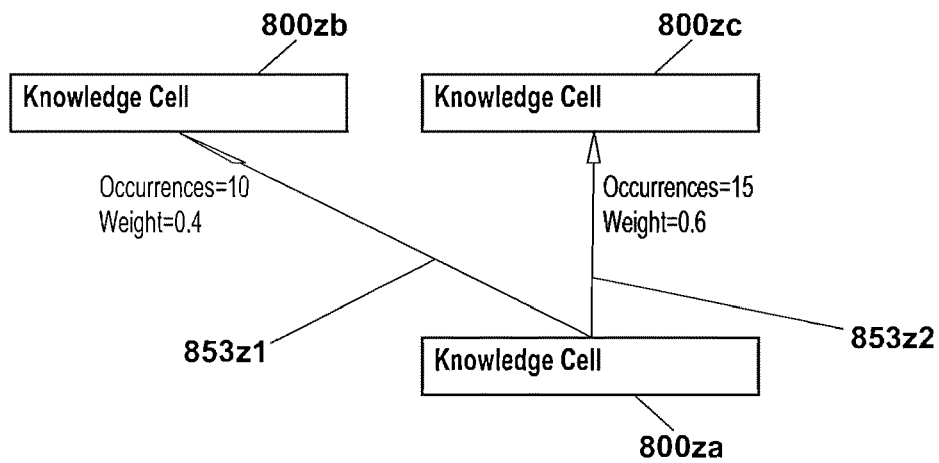 800zb
800zc
Knowledge Cell
Knowledge Cell
Occurrences=10
Weight=0.4
Occurrences=15
Weight=0.6
853z1
853z2
Knowledge Cell
800za